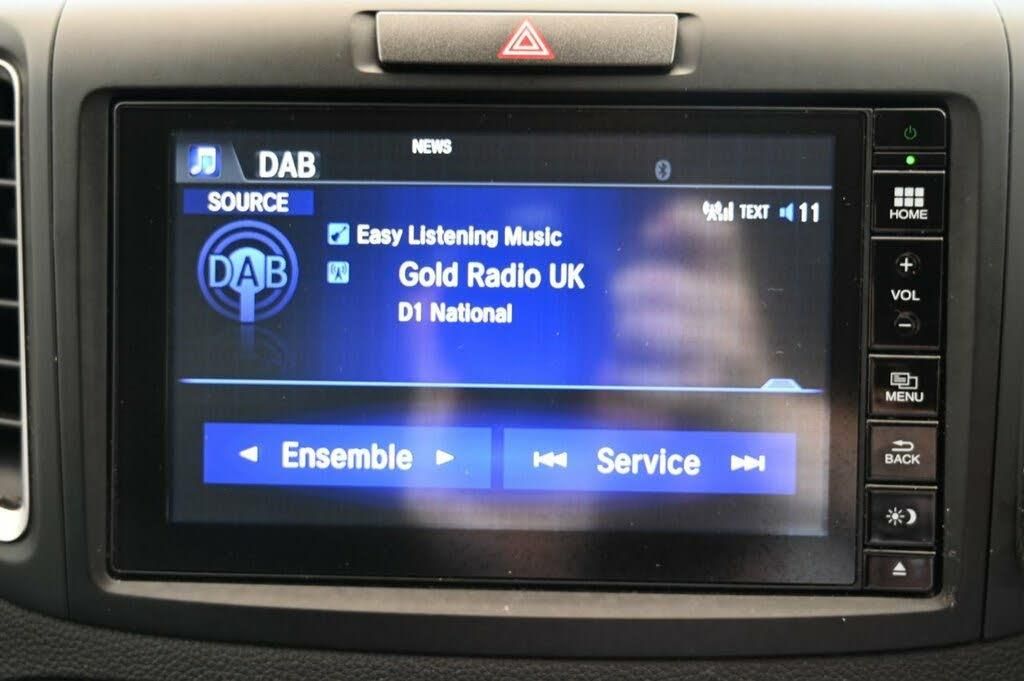 NEWS
DAB
SOURCE
TEXT 11
DAB
Easy Listening Music
Gold Radio UK
D1 National
Ensemble
Service
HOME
+
VOL
-
MENU
BACK